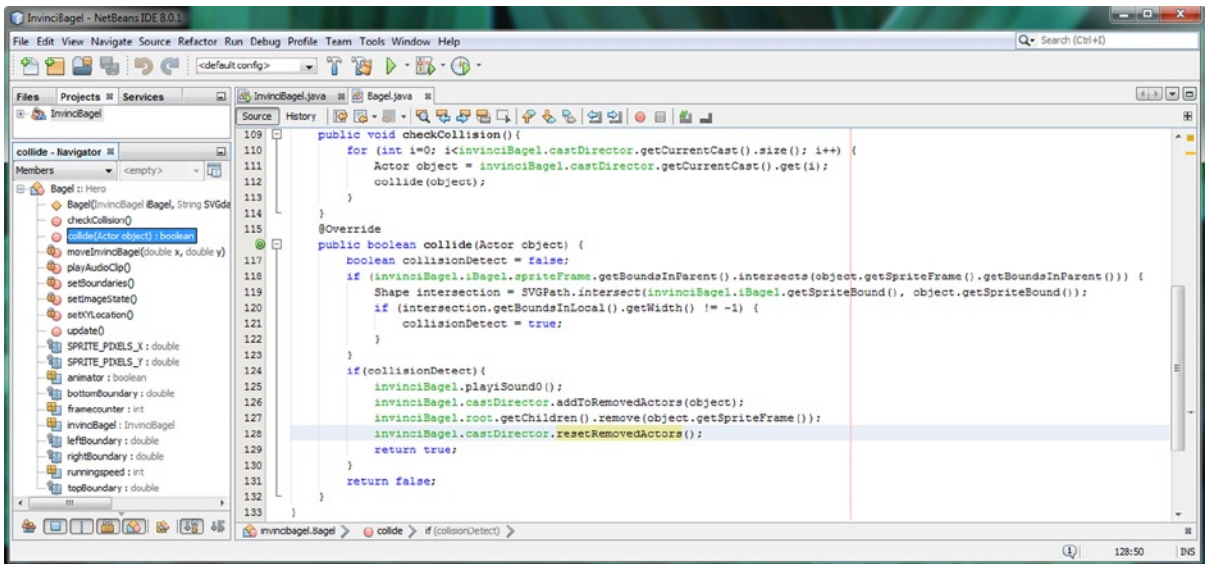 InvinciBagel - NetBeans IDE 8.0.1
File Edit View Navigate Source Refactor Run Debug Profile Team Tools Window Help
Search (Ctrl+I)
<default config>
Files Projects Services
InvinciBagel.java Bagel.java
InvinciBagel
Source History
collide - Navigator
Members <empty>
Bagel :: Hero
Bagel(InvinciBagel iBagel, String SVGda
checkCollision()
collide(Actor object) : boolean
moveInvinciBagel(double x, double y)
playAudioClip()
setBoundaries()
setImageState()
setXYLocation()
update()
SPRITE_PIXELS_X : double
SPRITE_PIXELS_Y : double
animator : boolean
bottomBoundary : double
framecounter : int
invinciBagel : InvinciBagel
leftBoundary : double
rightBoundary : double
runningspeed : int
topBoundary : double
109 public void checkCollision(){
110 for (int i=0; i<invinciBagel.castDirector.getCurrentCast().size(); i++) {
111 Actor object = invinciBagel.castDirector.getCurrentCast().get(i);
112 collide(object);
113 }
114 }
115 @Override
public boolean collide(Actor object) {
117 boolean collisionDetect = false;
118 if (invinciBagel.iBagel.spriteFrame.getBoundsInParent().intersects(object.getSpriteFrame().getBoundsInParent())) {
119 Shape intersection = SVGPath.intersect(invinciBagel.iBagel.getSpriteBound(), object.getSpriteBound());
120 if (intersection.getBoundsInLocal().getWidth() != -1) {
121 collisionDetect = true;
122 }
123 }
124 if(collisionDetect){
125 invinciBagel.playiSound0();
126 invinciBagel.castDirector.addToRemovedActors(object);
127 invinciBagel.root.getChildren().remove(object.getSpriteFrame());
128 invinciBagel.castDirector.resetRemovedActors();
129 return true;
130 }
131 return false;
132 }
133 }
invincibagel.Bagel collide if (collisionDetect)
1 128:50 INS